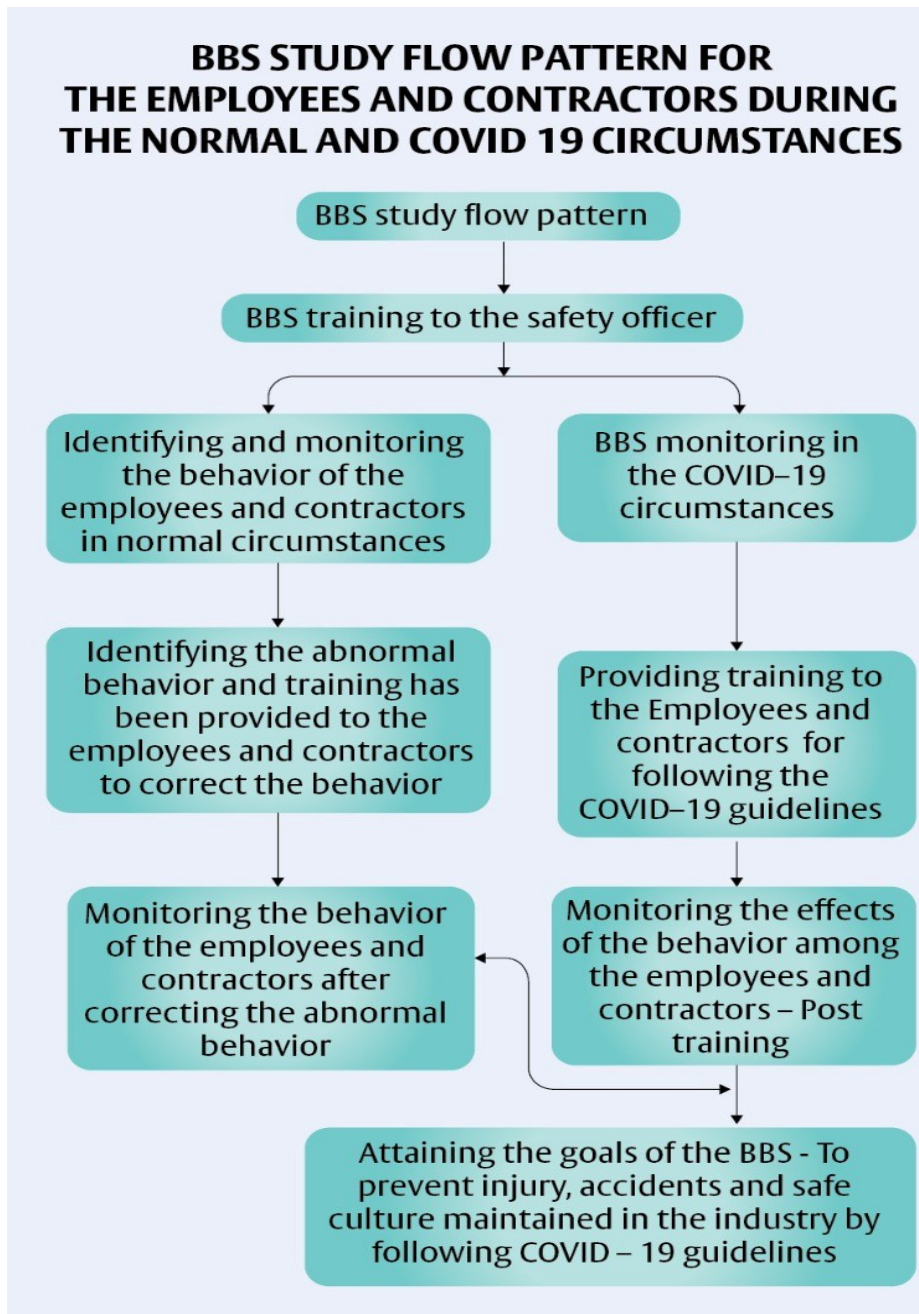 BBS STUDY FLOW PATTERN FOR
THE EMPLOYEES AND CONTRACTORS DURING
THE NORMAL AND COVID 19 CIRCUMSTANCES
BBS study flow pattern
BBS training to the safety officer
Identifying and monitoring
the behavior of the
employees and contractors
in normal circumstances
BBS monitoring in
the COVID–19
circumstances
Identifying the abnormal
behavior and training has
been provided to the
employees and contractors
to correct the behavior
Providing training to
the Employees and
contractors for
following the
COVID–19 guidelines
Monitoring the behavior
of the employees and
contractors after
correcting the abnormal
behavior
Monitoring the effects
of the behavior among
the employees and
contractors – Post
training
Attaining the goals of the BBS - To
prevent injury, accidents and safe
culture maintained in the industry by
following COVID – 19 guidelines